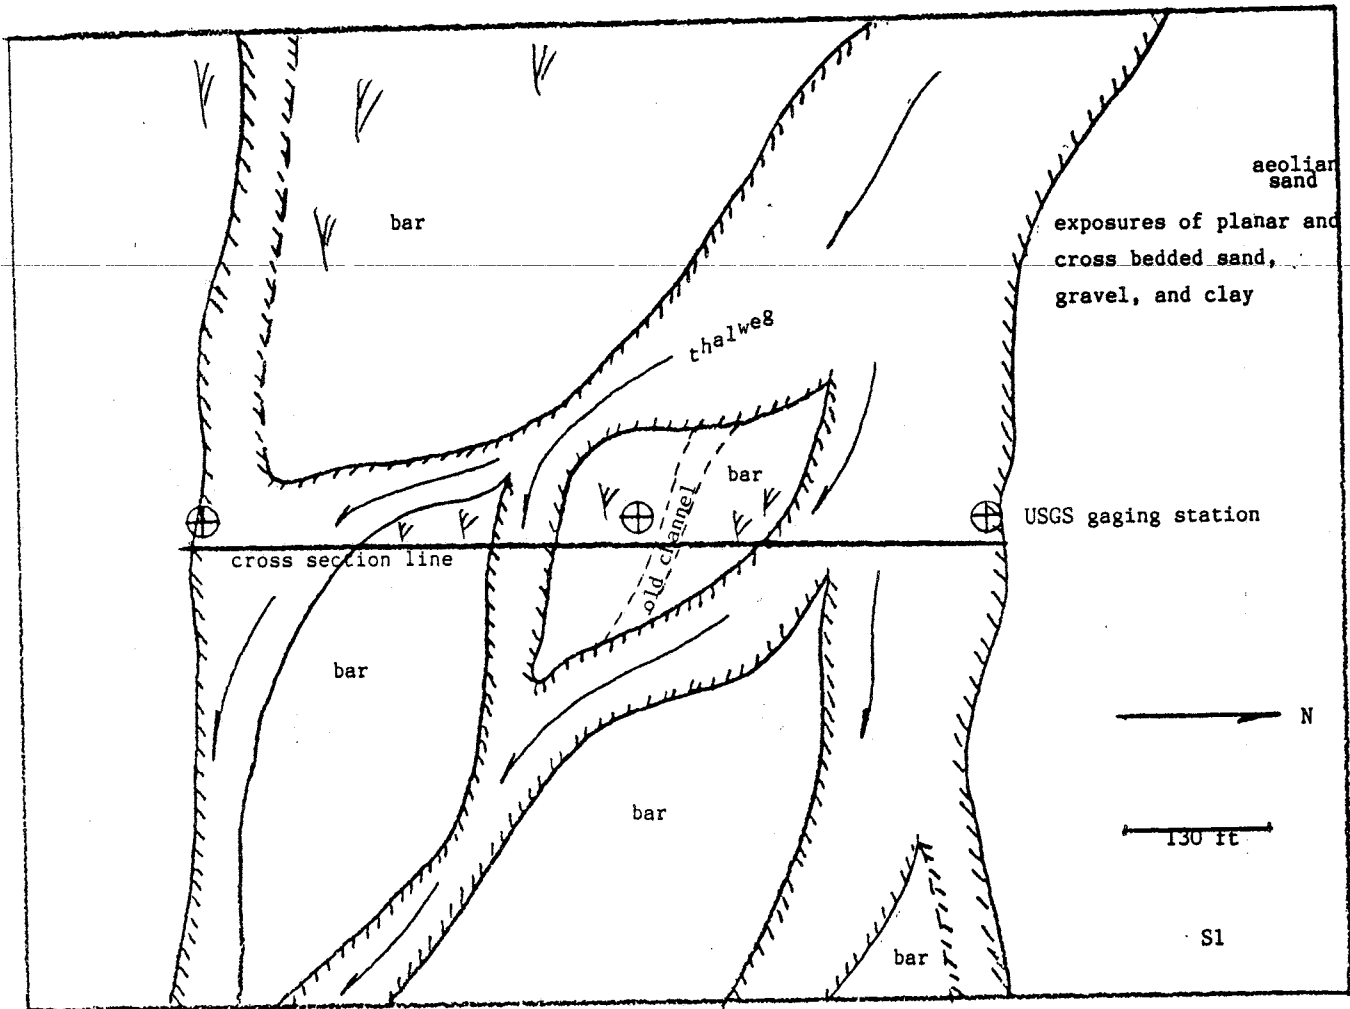 aeolian
sand
bar
exposures of planar and
cross bedded sand,
gravel, and clay
thalweg
bar
old channel
USGS gaging station
cross section line
bar
N
bar
130 ft
S1
bar